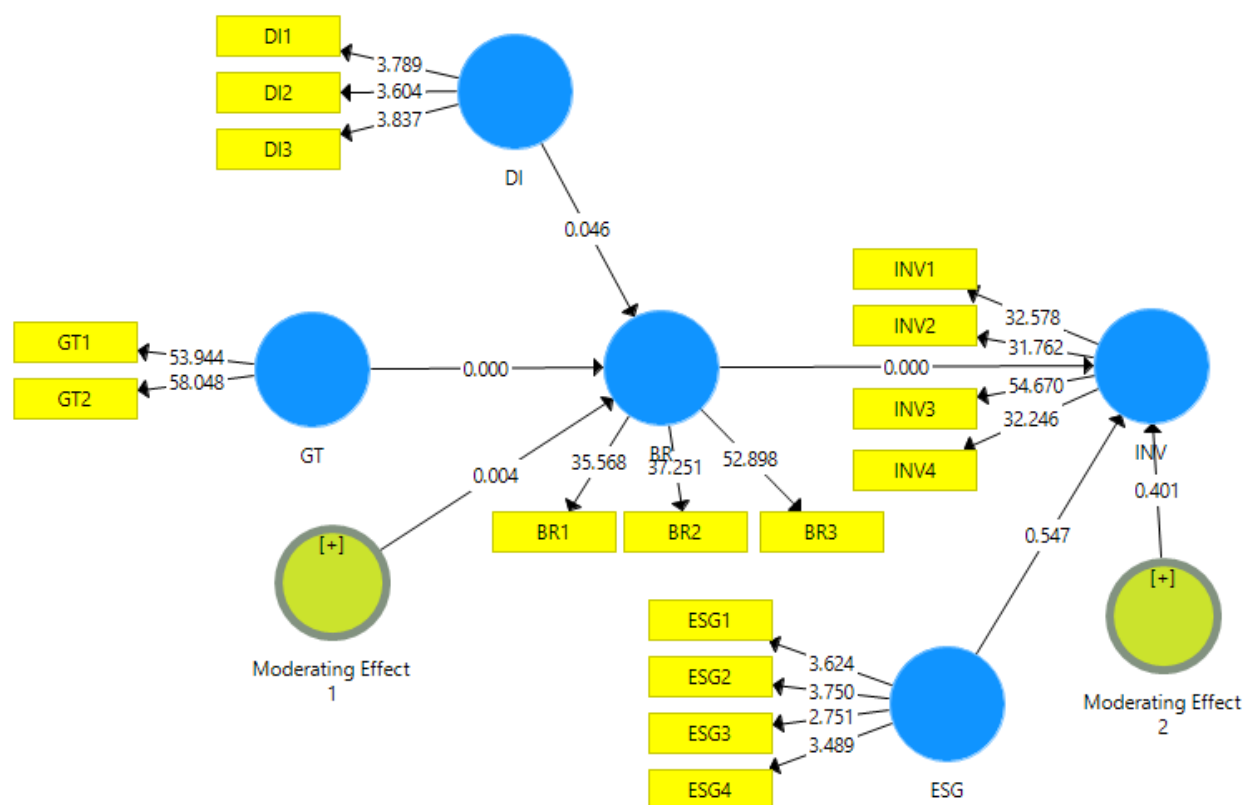 DI1
3.789
DI2
3.604
DI3
3.837
DI
0.046
GT1
53.944
GT2
58.048
GT
0.000
BR
0.004
35.568
37.251
52.898
BR1
BR2
BR3
0.000
INV1
32.578
INV2
31.762
INV3
54.670
INV4
32.246
INV
0.401
0.547
[+]
Moderating Effect
1
[+]
Moderating Effect
2
ESG1
3.624
ESG2
3.750
ESG3
2.751
ESG4
3.489
ESG